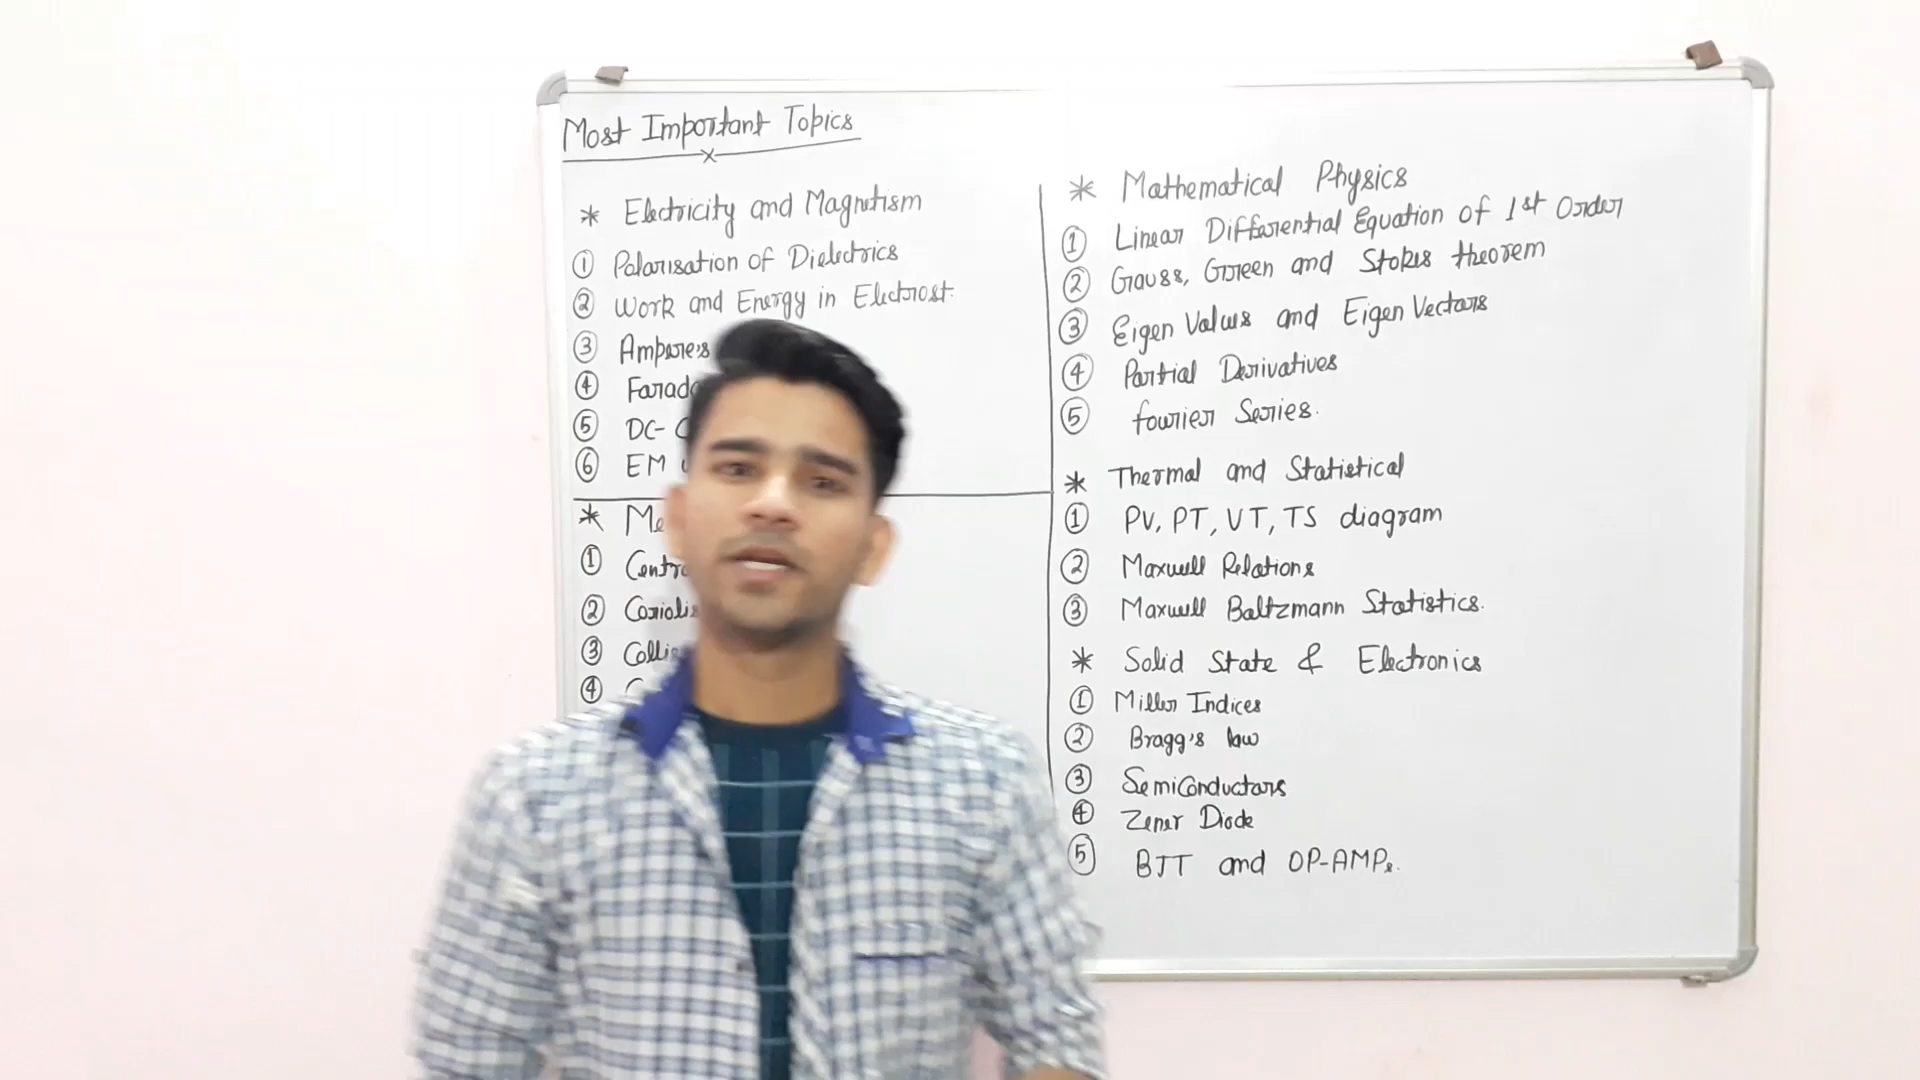 Most Important Topics
* Electricity and Magnetism
① Polarisation of Dielectrics
② Work and Energy in Electrost.
③ Ampere's
④
⑤ DC-
⑥ EM
*
①
② Coriolis
③
④
* Mathematical Physics
① Linear Differential Equation of 1st Order
② Gauss, Green and Stokes theorem
③ Eigen Values and Eigen Vectors
④ Partial Derivatives
⑤ Fourier Series.
* Thermal and Statistical
① PV, PT, VT, TS diagram
② Maxwell Relations
③ Maxwell Boltzmann Statistics.
* Solid State & Electronics
① Miller Indices
② Bragg's law
③ SemiConductors
④ Zener Diode
⑤ BJT and OP-AMPs.